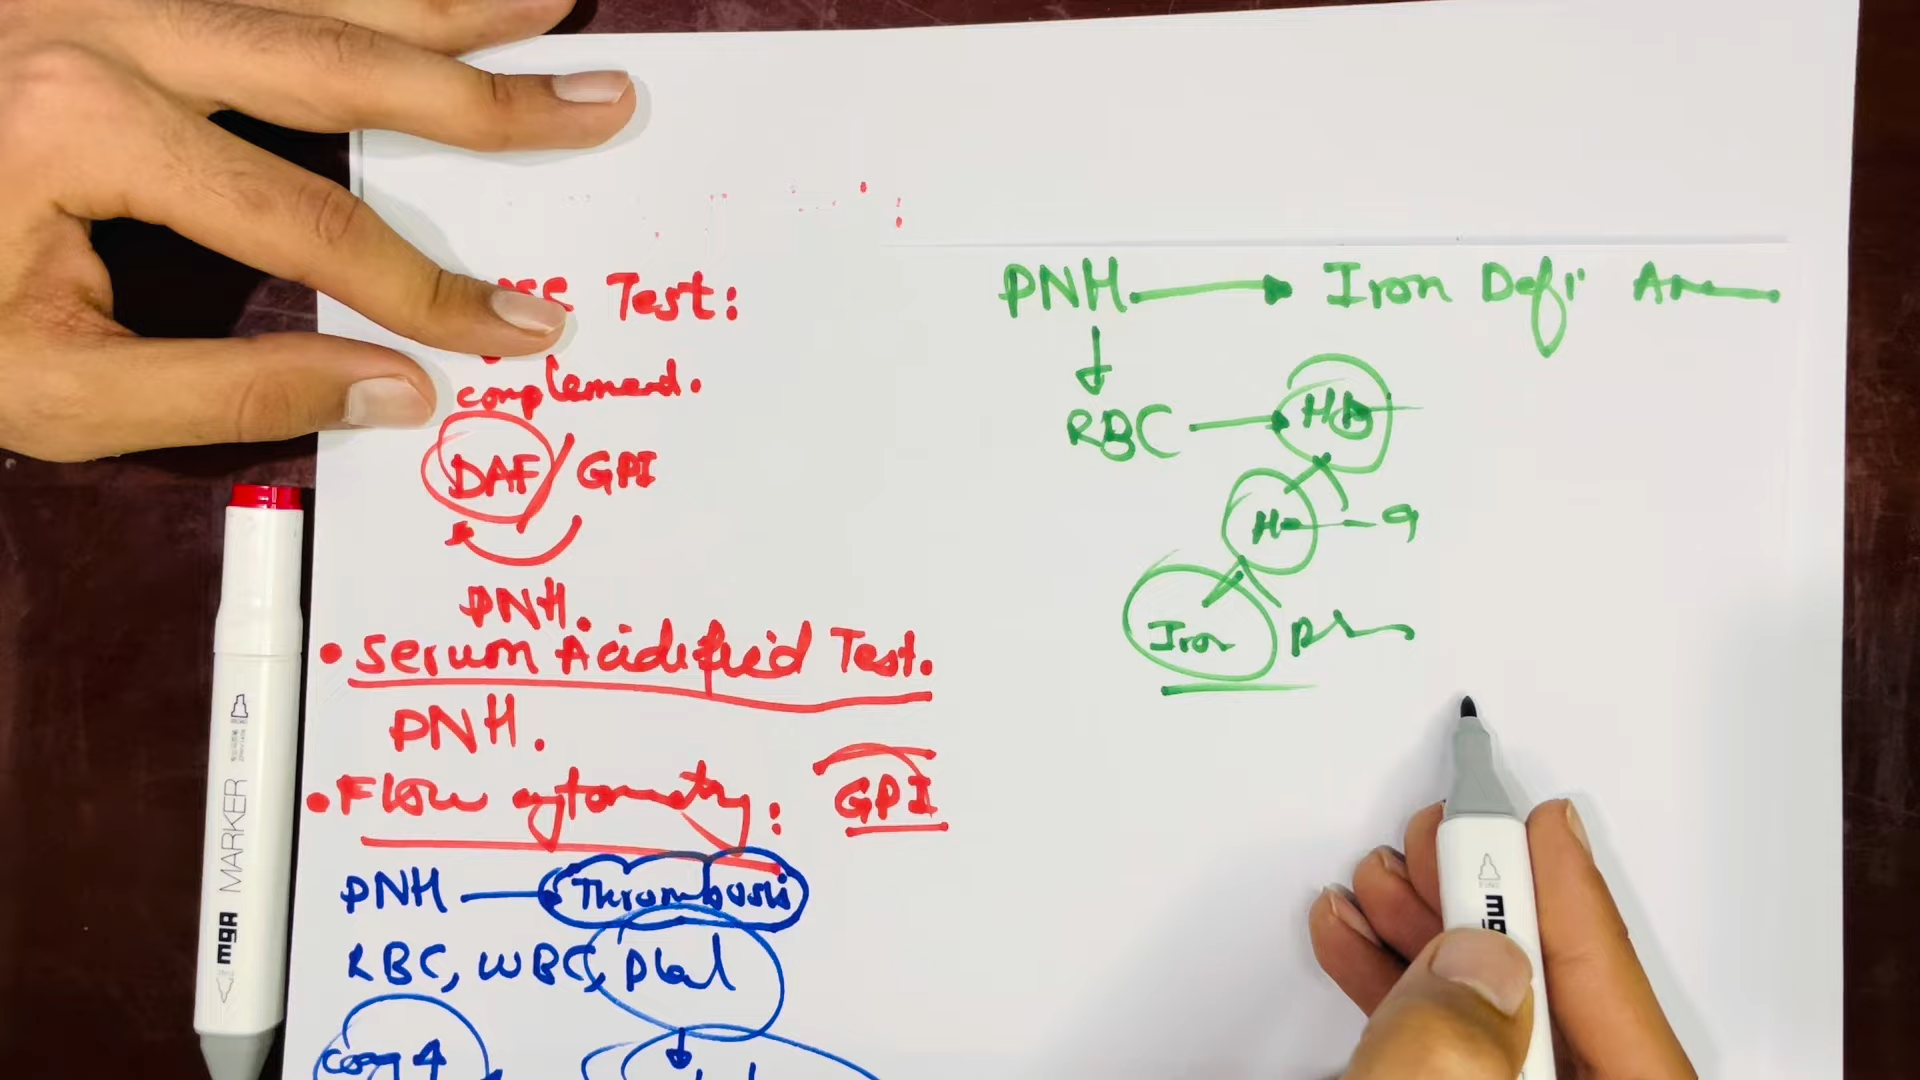 Test:
complement.
DAF/GPI
PNH.
• Serum Acidified Test.
PNH.
• Flow cytometry: GPI
PNH → Thrombosis
RBC, WBC, Plat
PNH → Iron Defi
RBC → Hb
H
Iron
MARKER
mga